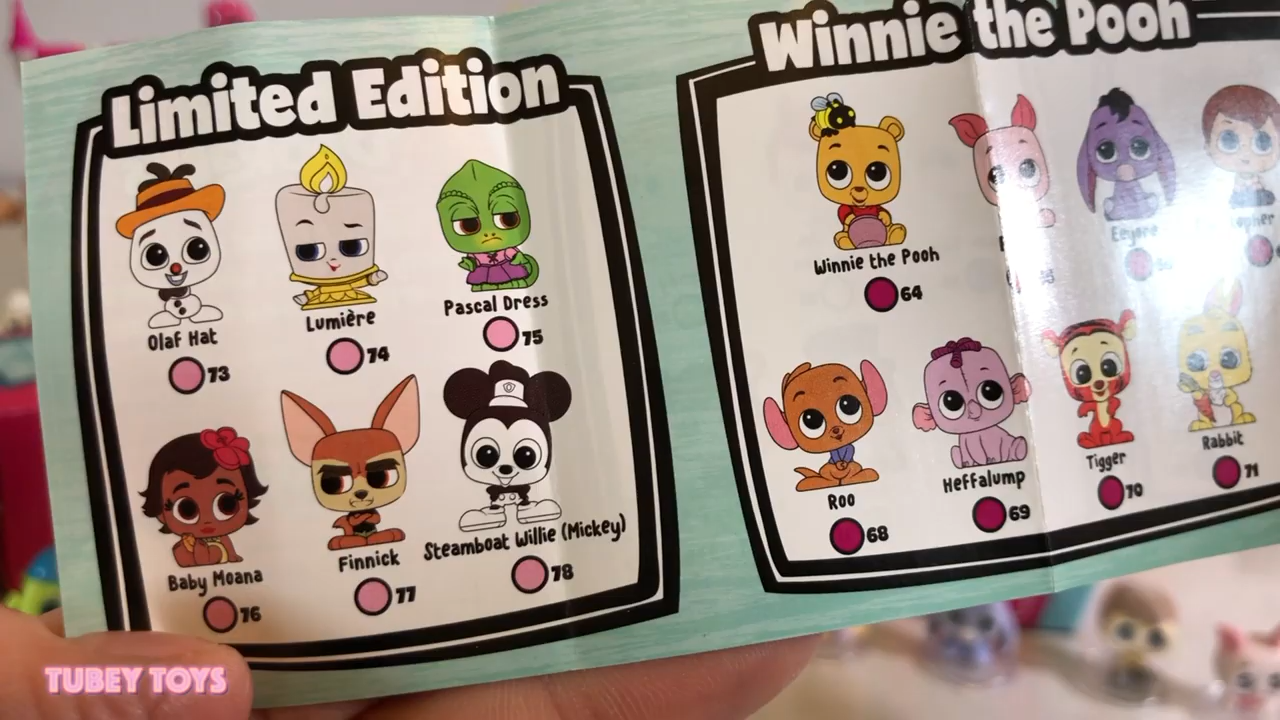 Limited Edition
Olaf Hat
73
Lumière
74
Pascal Dress
75
Baby Moana
76
Finnick
77
Steamboat Willie (Mickey)
78
Winnie the Pooh
Winnie the Pooh
64
Eeyore
Roo
68
Heffalump
69
Tigger
70
Rabbit
71
TUBEY TOYS